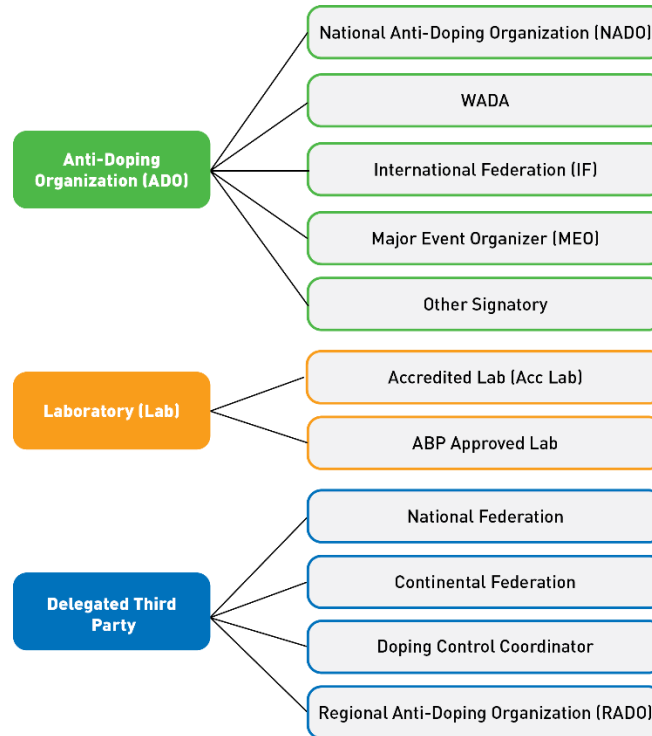 National Anti-Doping Organization (NADO)
WADA
Anti-Doping
Organization (ADO)
International Federation (IF)
Major Event Organizer (MEO)
Other Signatory
Accredited Lab (Acc Lab)
Laboratory (Lab)
ABP Approved Lab
National Federation
Continental Federation
Delegated Third
Party
Doping Control Coordinator
Regional Anti-Doping Organization (RADO)